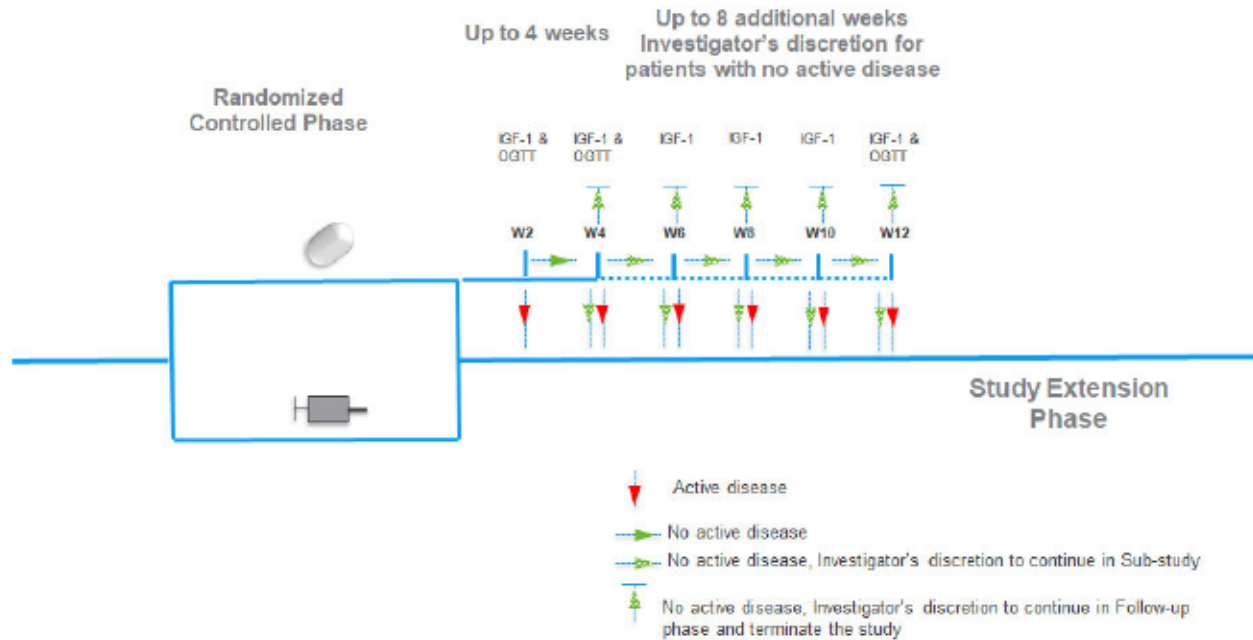 Up to 4 weeks
Up to 8 additional weeks
Investigator's discretion for
patients with no active disease
Randomized
Controlled Phase
IGF-1 &
OGTT
IGF-1 &
OGTT
IGF-1
IGF-1
IGF-1
IGF-1 &
OGTT
W2
W4
W6
W8
W10
W12
Study Extension
Phase
Active disease
No active disease
No active disease, Investigator's discretion to continue in Sub-study
No active disease, Investigator's discretion to continue in Follow-up
phase and terminate the study